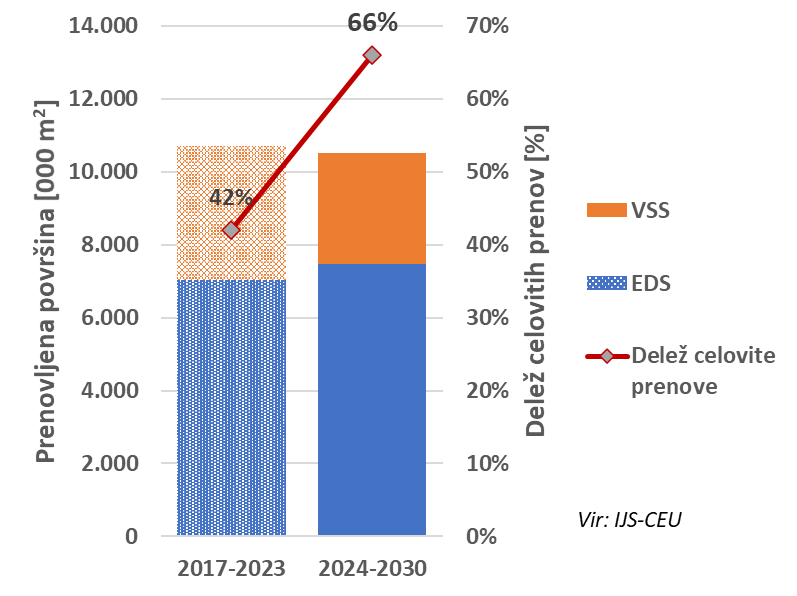 Prenovljena površina [000 m²]
14.000
12.000
10.000
8.000
6.000
4.000
2.000
0
42%
66%
2017-2023
2024-2030
70%
60%
50%
40%
30%
20%
10%
0%
Delež celovitih prenov [%]
VSS
EDS
Delež celovite
prenove
Vir: IJS-CEU